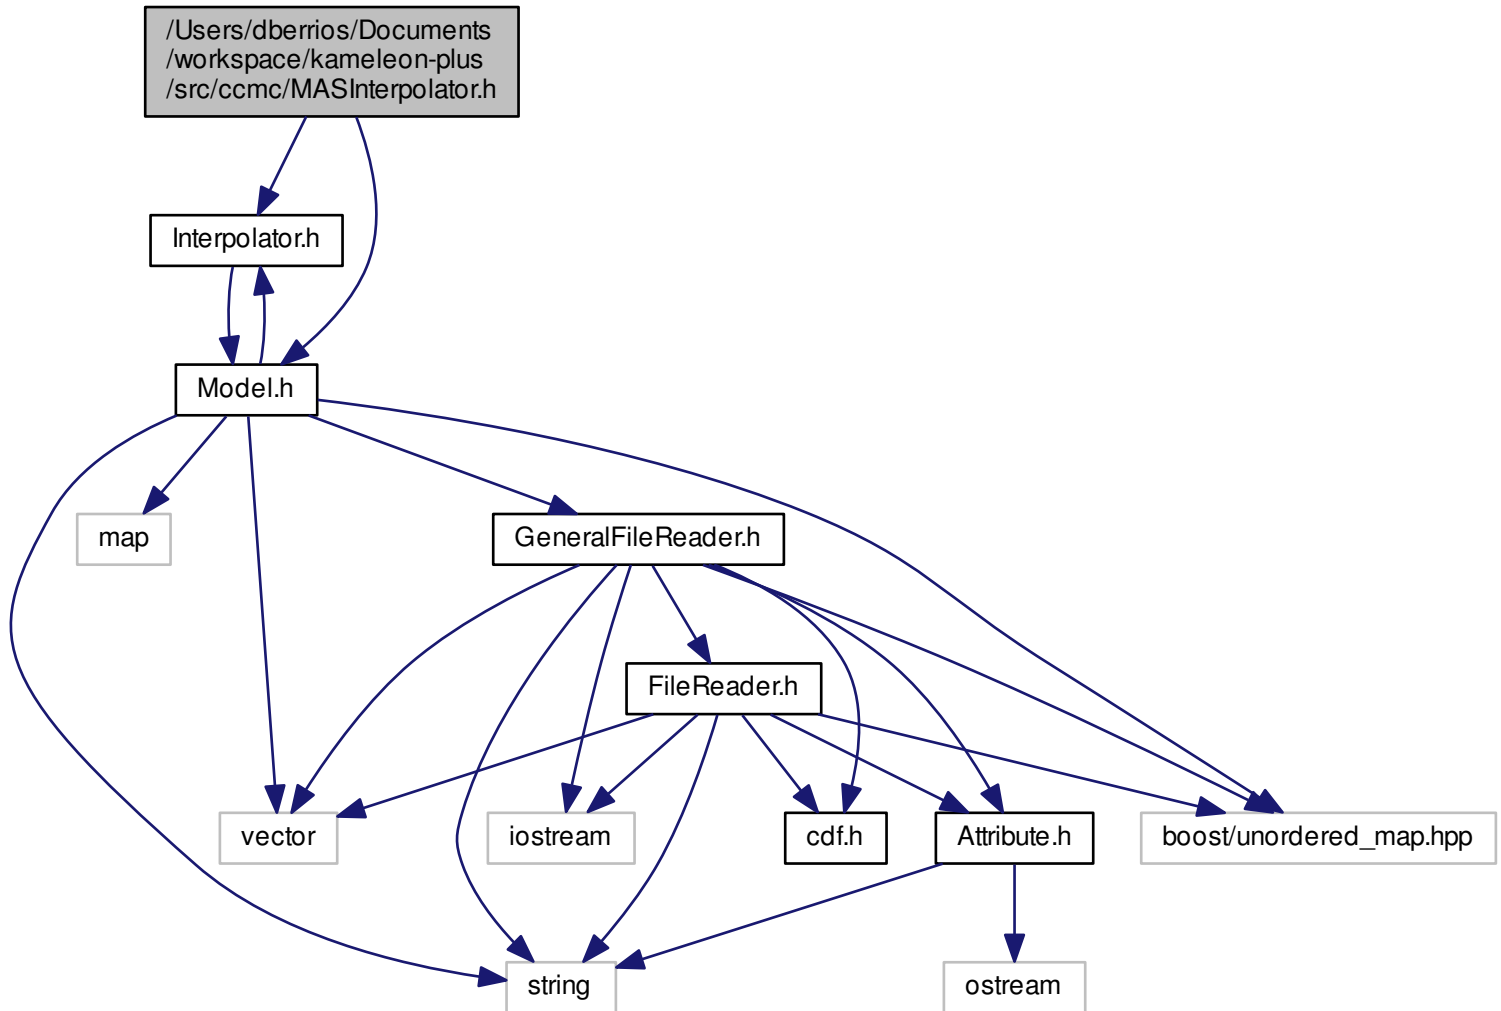 /Users/dberrios/Documents
/workspace/kameleon-plus
/src/ccmc/MASInterpolator.h
Interpolator.h
Model.h
map
GeneralFileReader.h
FileReader.h
vector
iostream
cdf.h
Attribute.h
boost/unordered_map.hpp
string
ostream